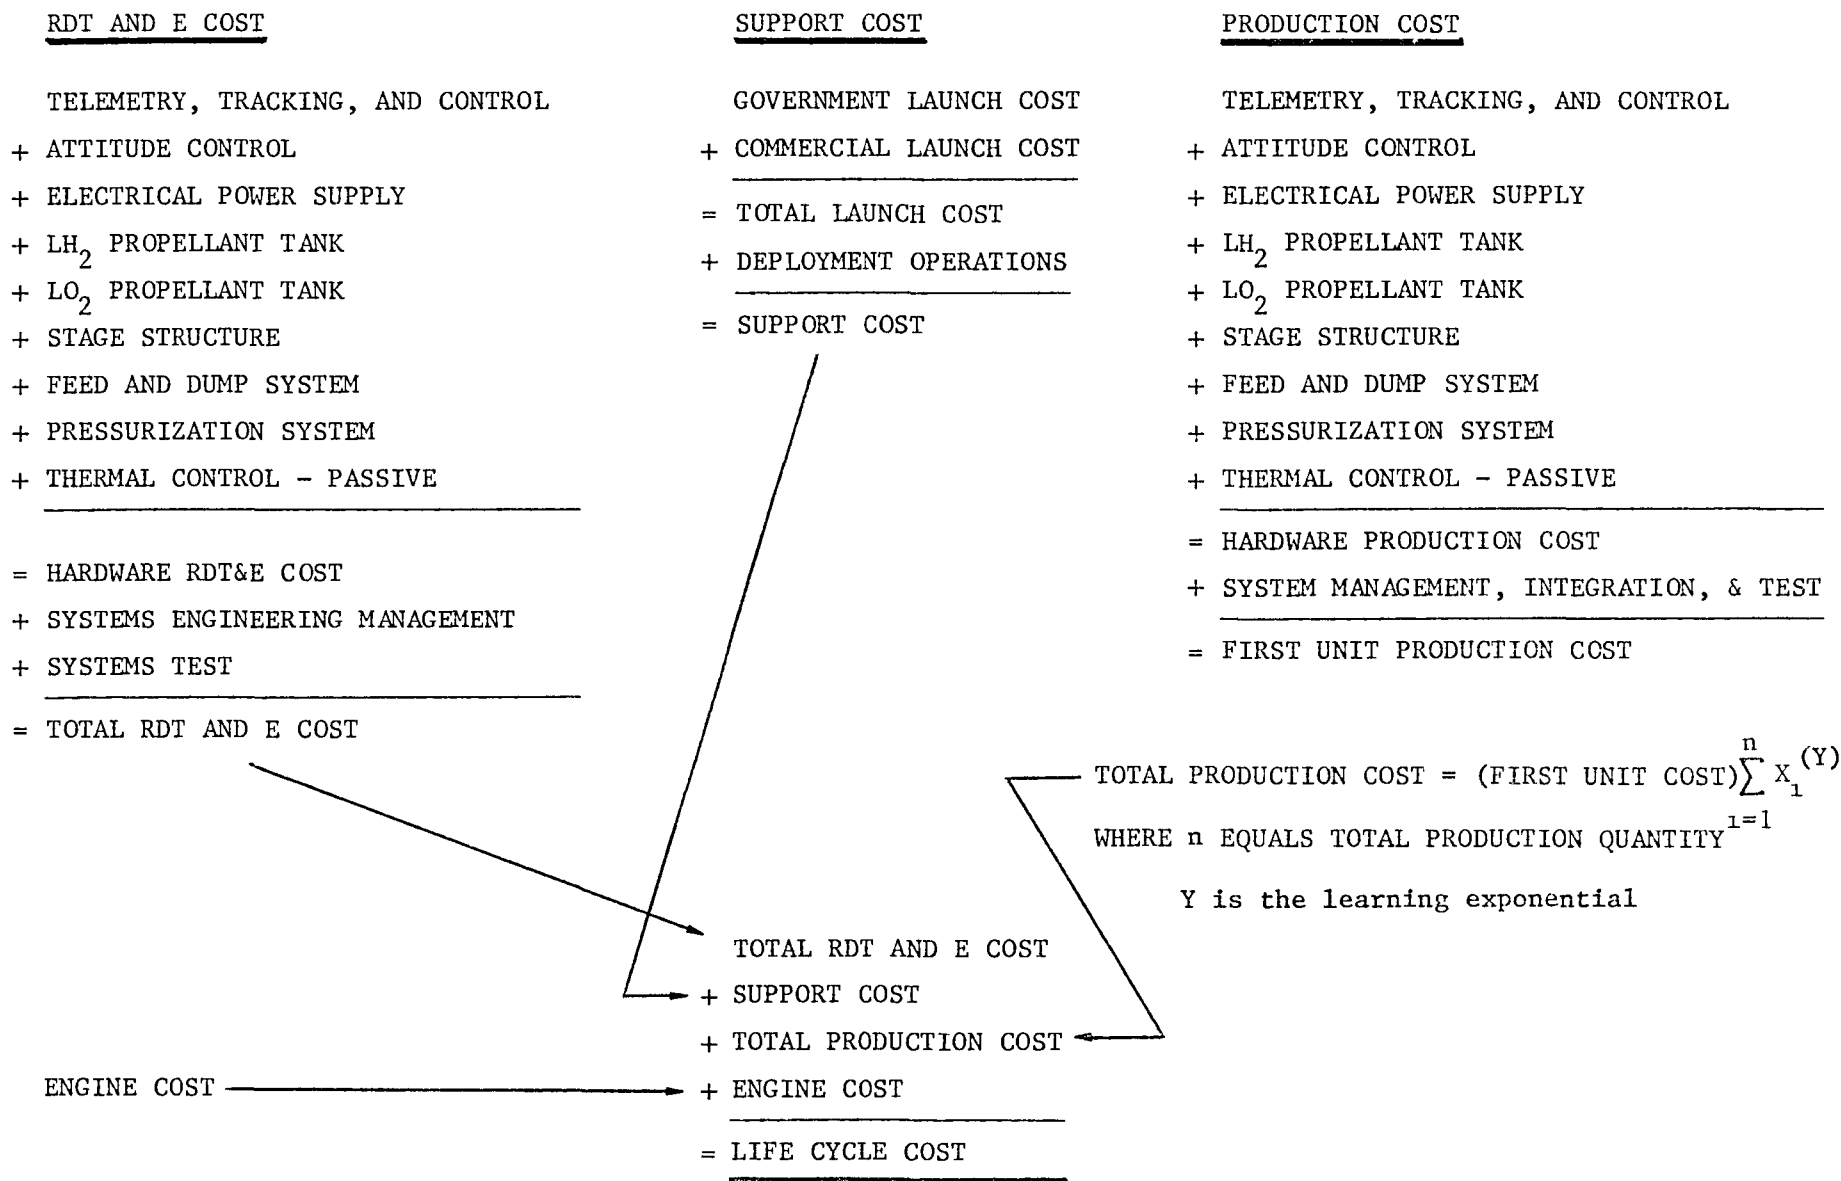 RDT AND E COST
TELEMETRY, TRACKING, AND CONTROL
+ ATTITUDE CONTROL
+ ELECTRICAL POWER SUPPLY
+ LH₂ PROPELLANT TANK
+ LO₂ PROPELLANT TANK
+ STAGE STRUCTURE
+ FEED AND DUMP SYSTEM
+ PRESSURIZATION SYSTEM
+ THERMAL CONTROL – PASSIVE
= HARDWARE RDT&E COST
+ SYSTEMS ENGINEERING MANAGEMENT
+ SYSTEMS TEST
= TOTAL RDT AND E COST
SUPPORT COST
GOVERNMENT LAUNCH COST
+ COMMERCIAL LAUNCH COST
= TOTAL LAUNCH COST
+ DEPLOYMENT OPERATIONS
= SUPPORT COST
PRODUCTION COST
TELEMETRY, TRACKING, AND CONTROL
+ ATTITUDE CONTROL
+ ELECTRICAL POWER SUPPLY
+ LH₂ PROPELLANT TANK
+ LO₂ PROPELLANT TANK
+ STAGE STRUCTURE
+ FEED AND DUMP SYSTEM
+ PRESSURIZATION SYSTEM
+ THERMAL CONTROL – PASSIVE
= HARDWARE PRODUCTION COST
+ SYSTEM MANAGEMENT, INTEGRATION, & TEST
= FIRST UNIT PRODUCTION COST
n
TOTAL PRODUCTION COST = (FIRST UNIT COST)∑ X₁(Y)
1=1
WHERE n EQUALS TOTAL PRODUCTION QUANTITY
Y is the learning exponential
TOTAL RDT AND E COST
+ SUPPORT COST
+ TOTAL PRODUCTION COST
ENGINE COST
+ ENGINE COST
= LIFE CYCLE COST